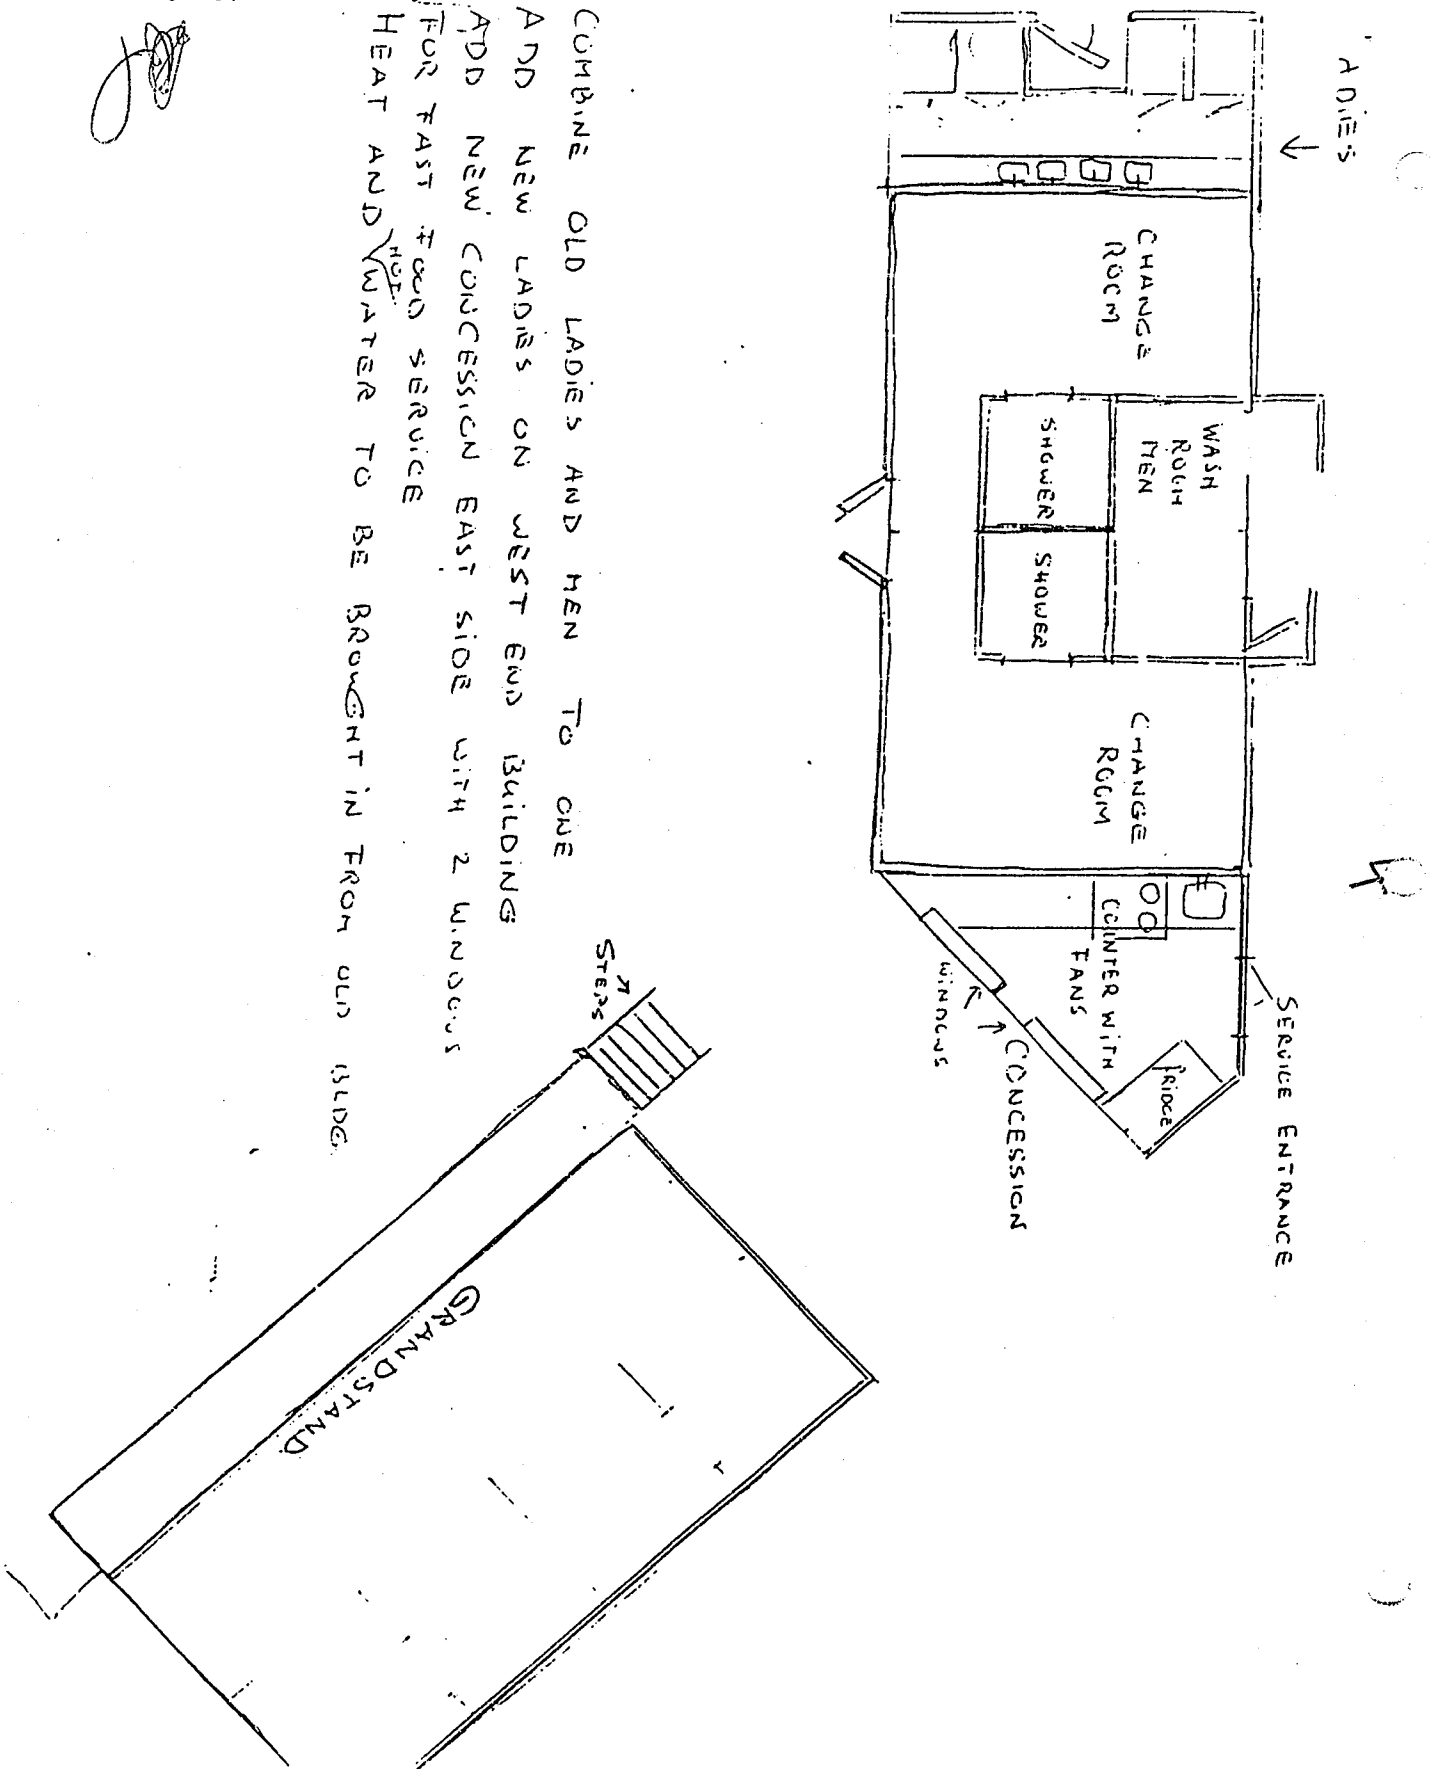 LADIES
CHANGE
ROOM
WASH
ROOM
MEN
SHOWER
SHOWER
CHANGE
ROOM
SERVICE ENTRANCE
COUNTER WITH
FANS
FRIDGE
WINDOWS
CONCESSION
STEPS
GRANDSTAND
COMBINE OLD LADIES AND MEN TO ONE
ADD NEW LADIES ON WEST END BUILDING
ADD NEW CONCESSION EAST SIDE WITH 2 WINDOWS
FOR FAST FOOD SERVICE
HEAT AND HOT WATER TO BE BROUGHT IN FROM OLD BLDG